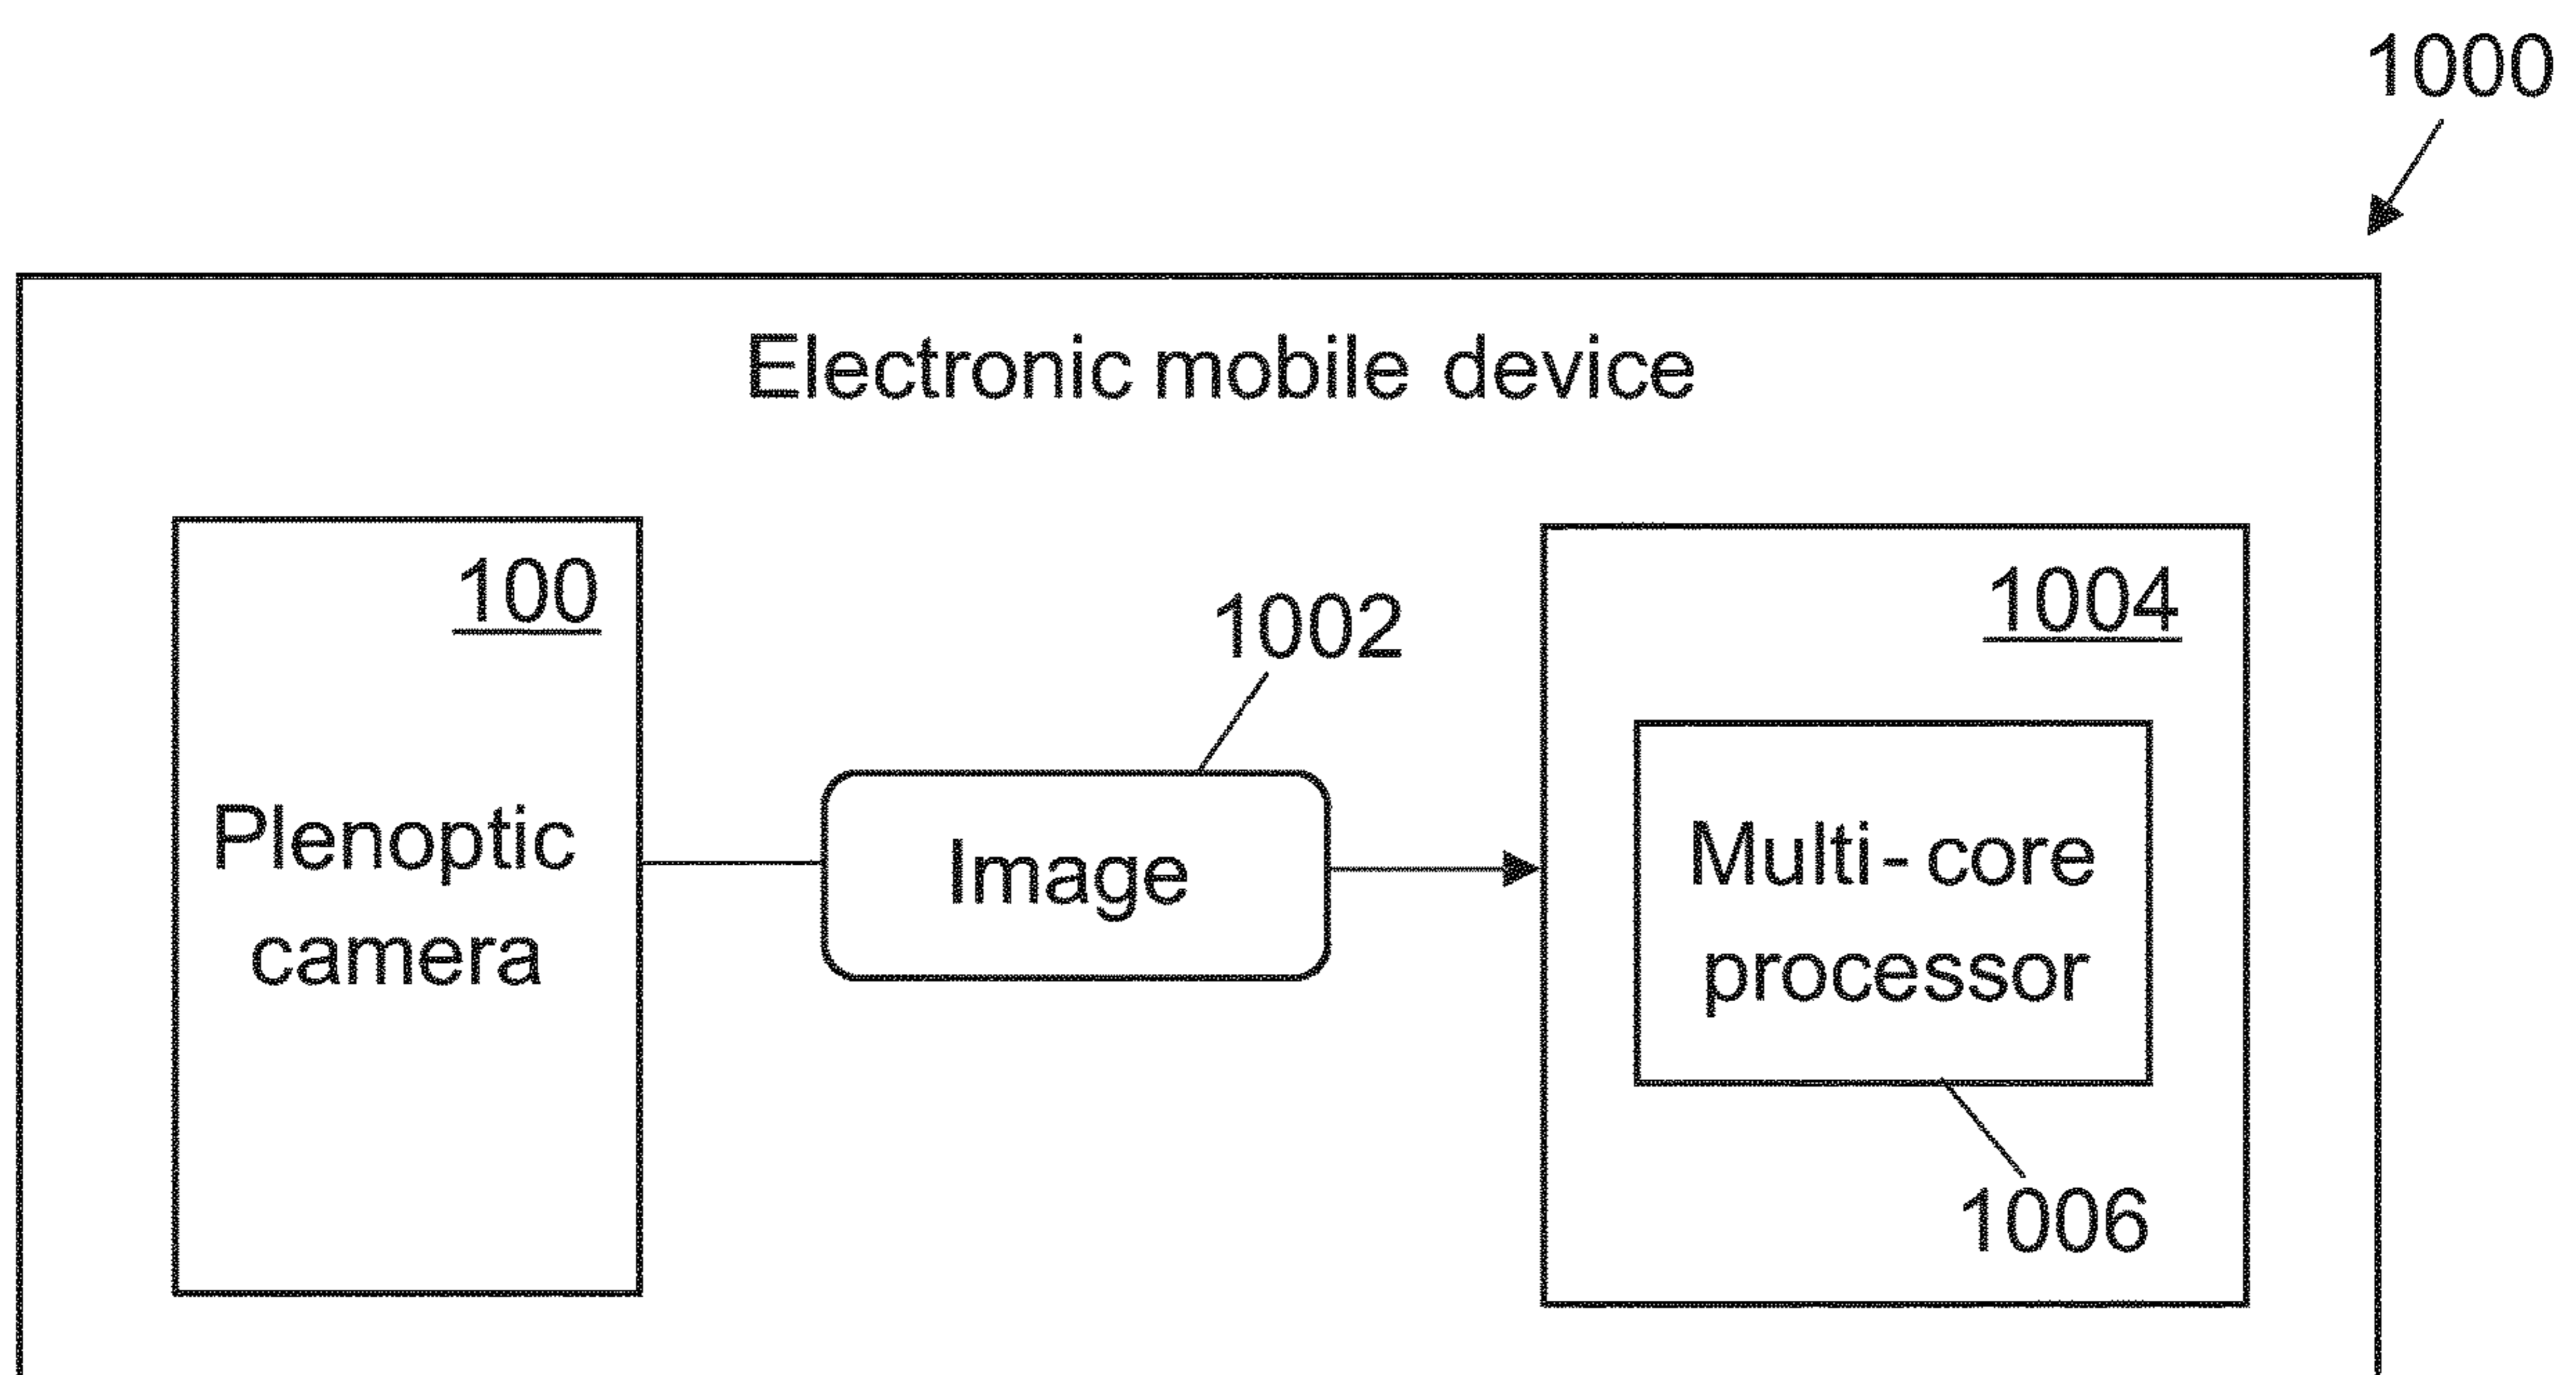 1000
Electronic mobile device
100
1004
1002
Plenoptic
camera
Image
Multi-core
processor
1006